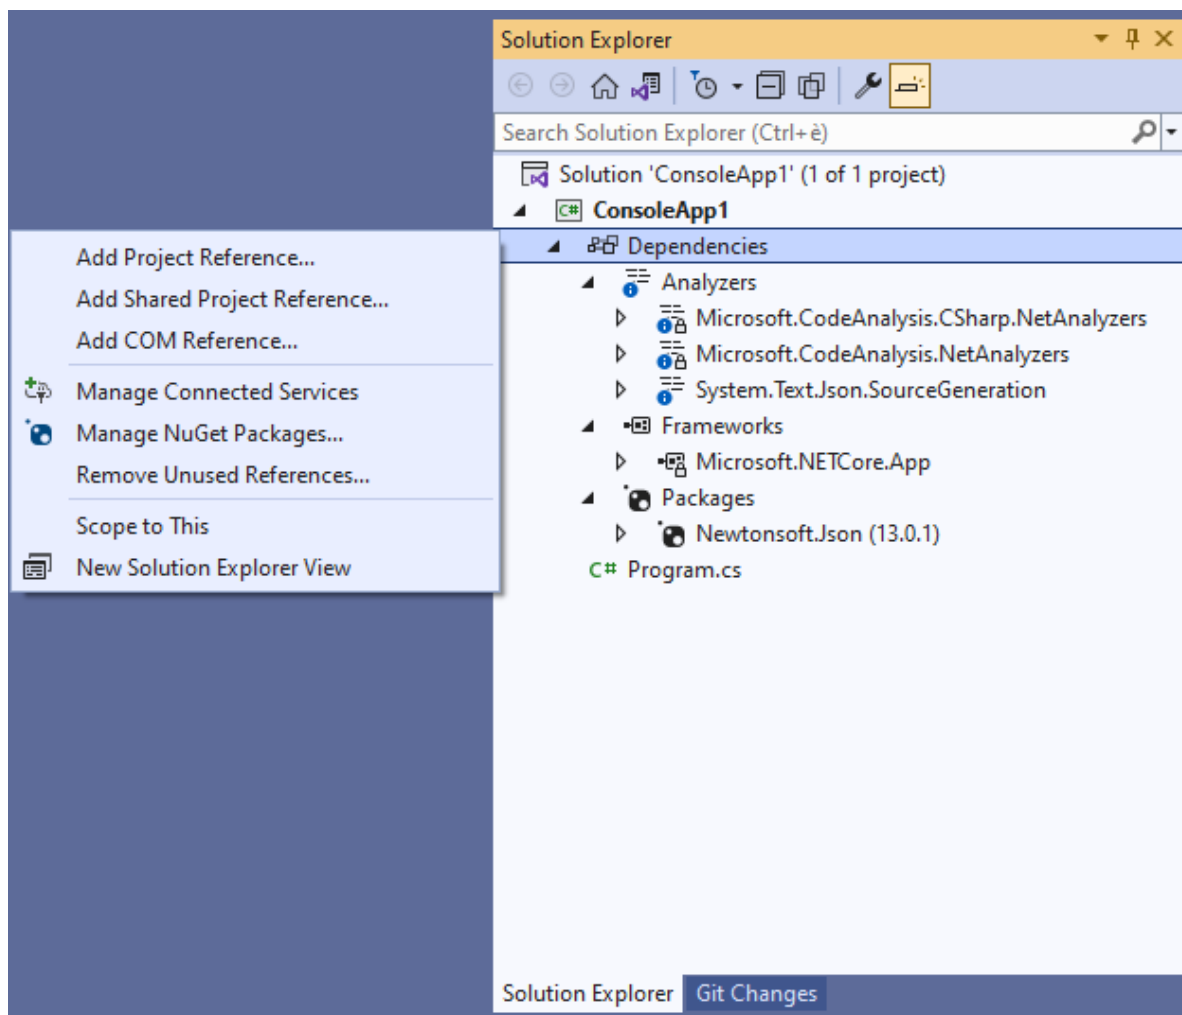 Solution Explorer
Search Solution Explorer (Ctrl+è)
Solution 'ConsoleApp1' (1 of 1 project)
C# ConsoleApp1
Dependencies
Analyzers
Microsoft.CodeAnalysis.CSharp.NetAnalyzers
Microsoft.CodeAnalysis.NetAnalyzers
System.Text.Json.SourceGeneration
Frameworks
Microsoft.NETCore.App
Packages
Newtonsoft.Json (13.0.1)
C# Program.cs
Add Project Reference...
Add Shared Project Reference...
Add COM Reference...
Manage Connected Services
Manage NuGet Packages...
Remove Unused References...
Scope to This
New Solution Explorer View
Solution Explorer
Git Changes